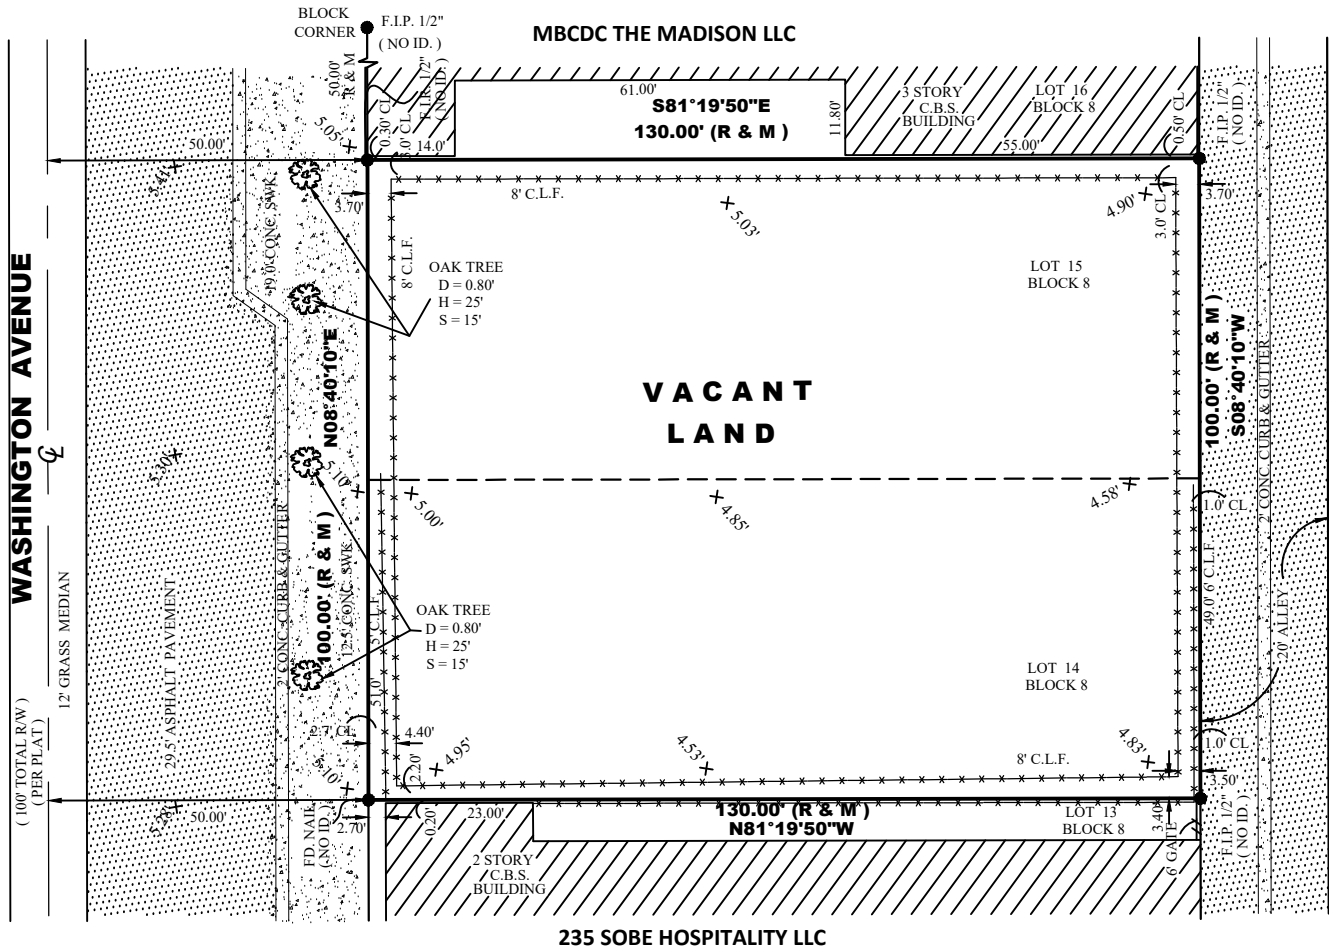 BLOCK
CORNER
F.I.P. 1/2"
( NO ID. )
MBCDC THE MADISON LLC
50.00'
R & M
F.I.R. 1/2"
( NO ID. )
0.30' CL
61.00'
S81°19'50"E
130.00' (R & M )
11.80'
3 STORY
C.B.S.
BUILDING
LOT 16
BLOCK 8
0.50' CL
F.I.P. 1/2"
( NO ID. )
5.05'
50.00'
14.0'
55.00'
5.41'
3.70'
8' C.L.F.
5.03'
4.90'
3.0' CL
3.70'
19.0' CONC. SWK.
8' C.L.F.
OAK TREE
D = 0.80'
H = 25'
S = 15'
LOT 15
BLOCK 8
WASHINGTON AVENUE
N08°40'10"E
100.00' (R & M )
VACANT
LAND
100.00' (R & M )
S08°40'10"W
2' CONC. CURB & GUTTER
5.30'
5.10'
5.00'
4.85'
4.58'
1.0' CL
2' CONC. CURB & GUTTER
12.5' CONC. SWK.
5' C.L.F.
49.0' 6' C.L.F.
12' GRASS MEDIAN
29.5' ASPHALT PAVEMENT
OAK TREE
D = 0.80'
H = 25'
S = 15'
LOT 14
BLOCK 8
20' ALLEY
51.0'
( 100' TOTAL R/W )
( PER PLAT )
2.7' CL
4.40'
4.95'
2.20'
4.53'
8' C.L.F.
4.83'
1.0' CL
3.50'
5.28'
50.00'
FD. NAIL
( NO ID. )
2.70'
0.20'
23.00'
130.00' (R & M )
N81°19'50"W
LOT 13
BLOCK 8
3.40'
6' GATE
F.I.P. 1/2"
( NO ID. )
2 STORY
C.B.S.
BUILDING
235 SOBE HOSPITALITY LLC